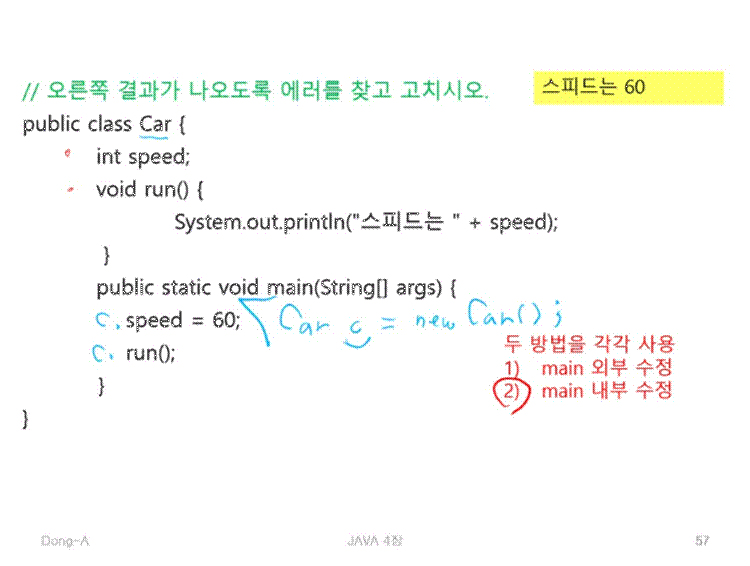 // 오른쪽 결과가 나오도록 에러를 찾고 고치시오.
스피드는 60
public class Car {
int speed;
void run() {
System.out.println("스피드는 " + speed);
}
public static void main(String[] args) {
Car c = new Car();
c. speed = 60;
c. run();
}
}
두 방법을 각각 사용
1) main 외부 수정
2) main 내부 수정
Dong-A
JAVA 4장
57